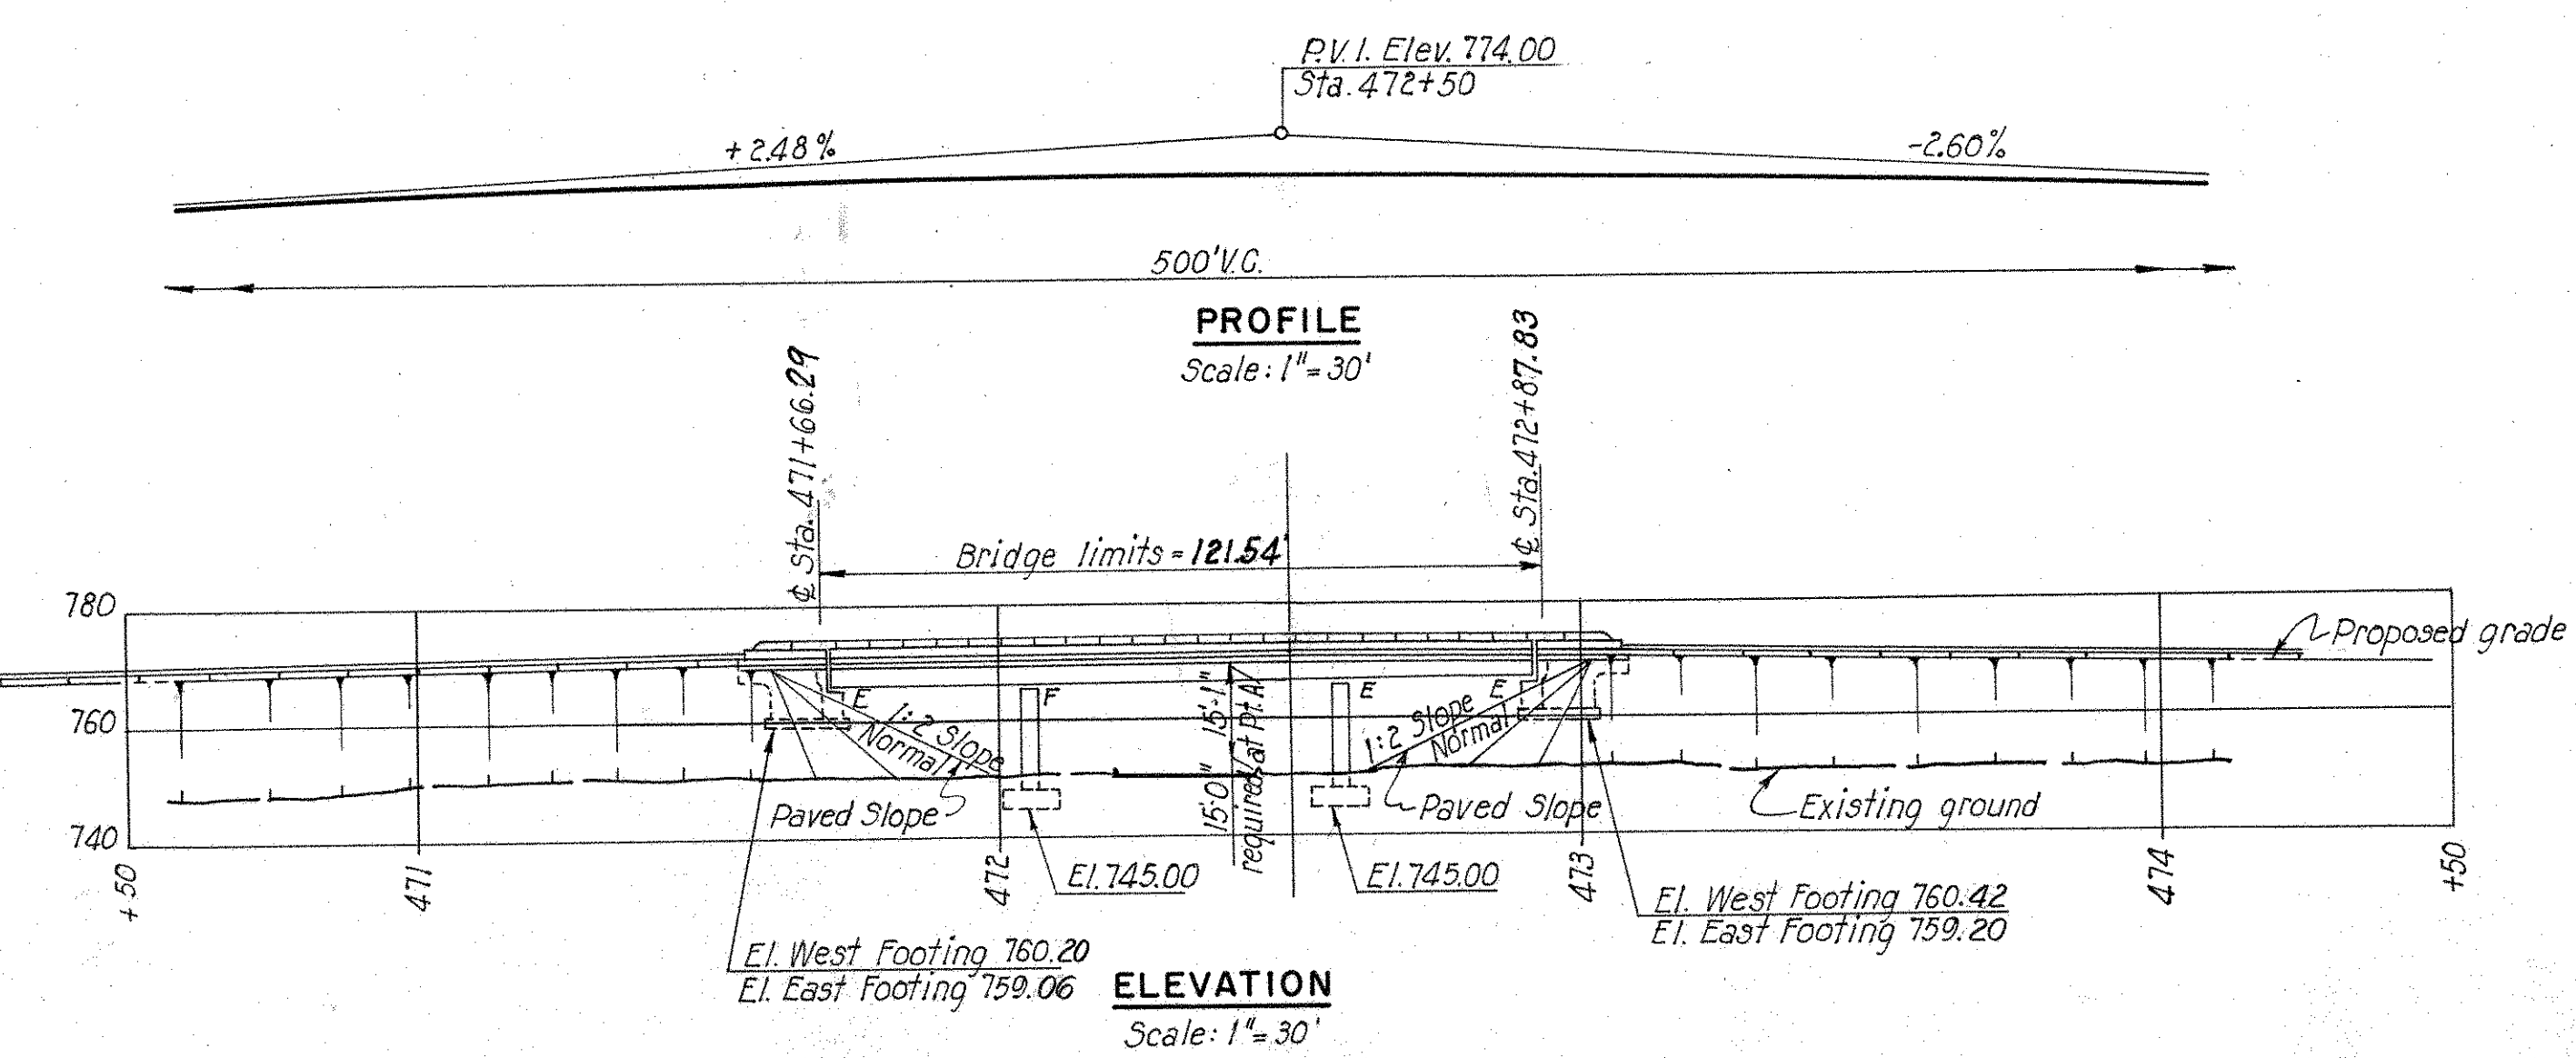 P.V.I. Elev. 774.00
Sta. 472+50
+2.48%
-2.60%
500' V.C.
PROFILE
Scale: 1"=30'
℄ Sta. 471+66.29
℄ Sta. 472+87.83
Bridge limits = 121.54'
780
760
740
Proposed grade
E
F
E
E
1:2 Slope
Normal
1:2 Slope
Normal
15'-1"
15'-0"
required at Pt. A
Paved Slope
Paved Slope
Existing ground
+50
471
472
473
474
+50
El. 745.00
El. 745.00
El. West Footing 760.20
El. East Footing 759.06
El. West Footing 760.42
El. East Footing 759.20
ELEVATION
Scale: 1"=30'